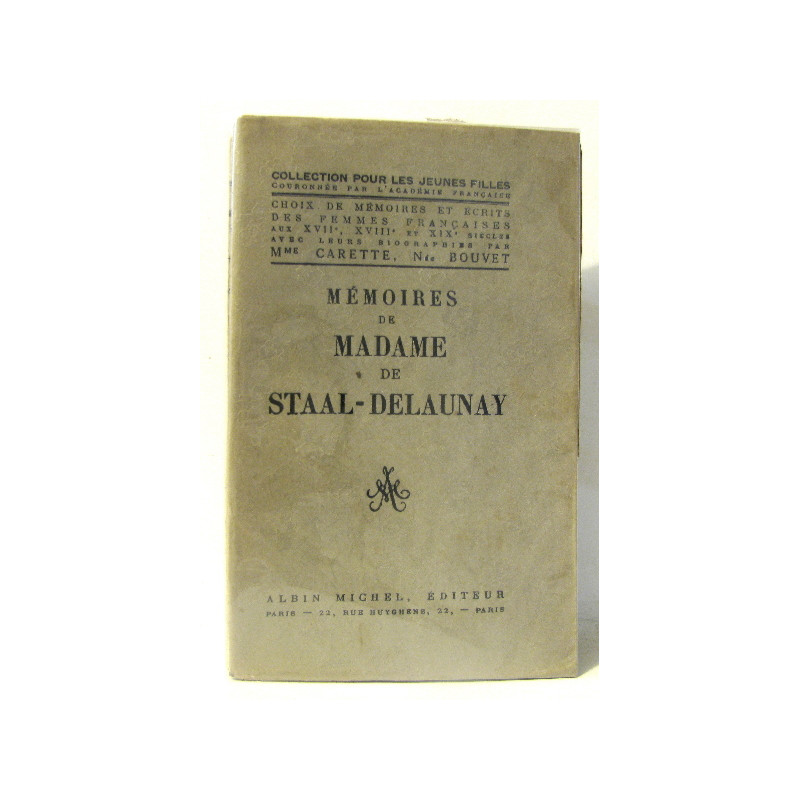 COLLECTION POUR LES JEUNES FILLES
COURONNÉE PAR L'ACADÉMIE FRANÇAISE
CHOIX DE MÉMOIRES ET ÉCRITS
DES FEMMES FRANÇAISES
AUX XVIIe, XVIIIe ET XIXe SIÈCLES
AVEC LEURS BIOGRAPHIES PAR
MME CARETTE, Née BOUVET
MÉMOIRES
DE
MADAME
DE
STAAL-DELAUNAY
ALBIN MICHEL, ÉDITEUR
PARIS — 22, RUE HUYGHENS, 22, — PARIS